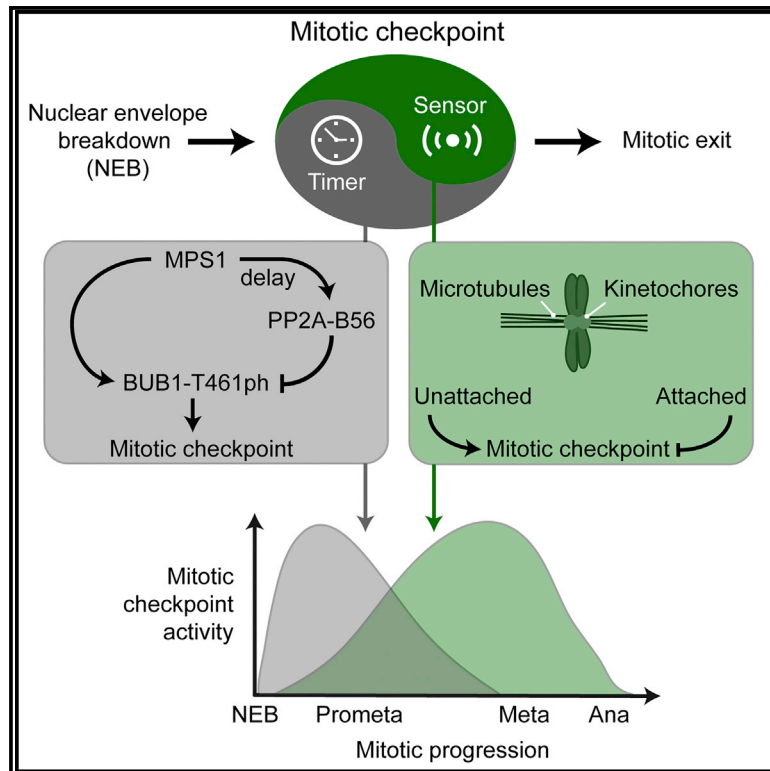 Mitotic checkpoint
Nuclear envelope
breakdown
(NEB)
Timer
Sensor
Mitotic exit
MPS1
delay
PP2A-B56
BUB1-T461ph
Mitotic checkpoint
Microtubules
Kinetochores
Unattached
Attached
Mitotic checkpoint
Mitotic
checkpoint
activity
NEB
Prometa
Meta
Ana
Mitotic progression